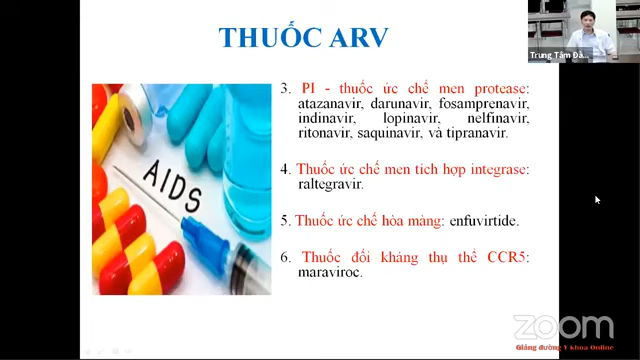 THUỐC ARV
Trung Tâm Đà...
3. PI - thuốc ức chế men protease:
atazanavir, darunavir, fosamprenavir,
indinavir, lopinavir, nelfinavir,
ritonavir, saquinavir, và tipranavir.
AIDS
4. Thuốc ức chế men tích hợp integrase:
raltegravir.
5. Thuốc ức chế hòa màng: enfuvirtide.
6. Thuốc đối kháng thụ thể CCR5:
maraviroc.
zoom
Giảng đường Y khoa Online